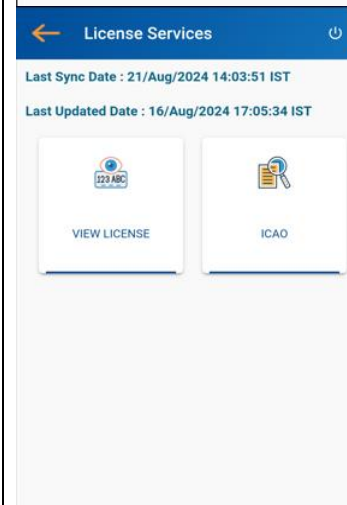 License Services
Last Sync Date : 21/Aug/2024 14:03:51 IST
Last Updated Date : 16/Aug/2024 17:05:34 IST
123 ABC
VIEW LICENSE
ICAO